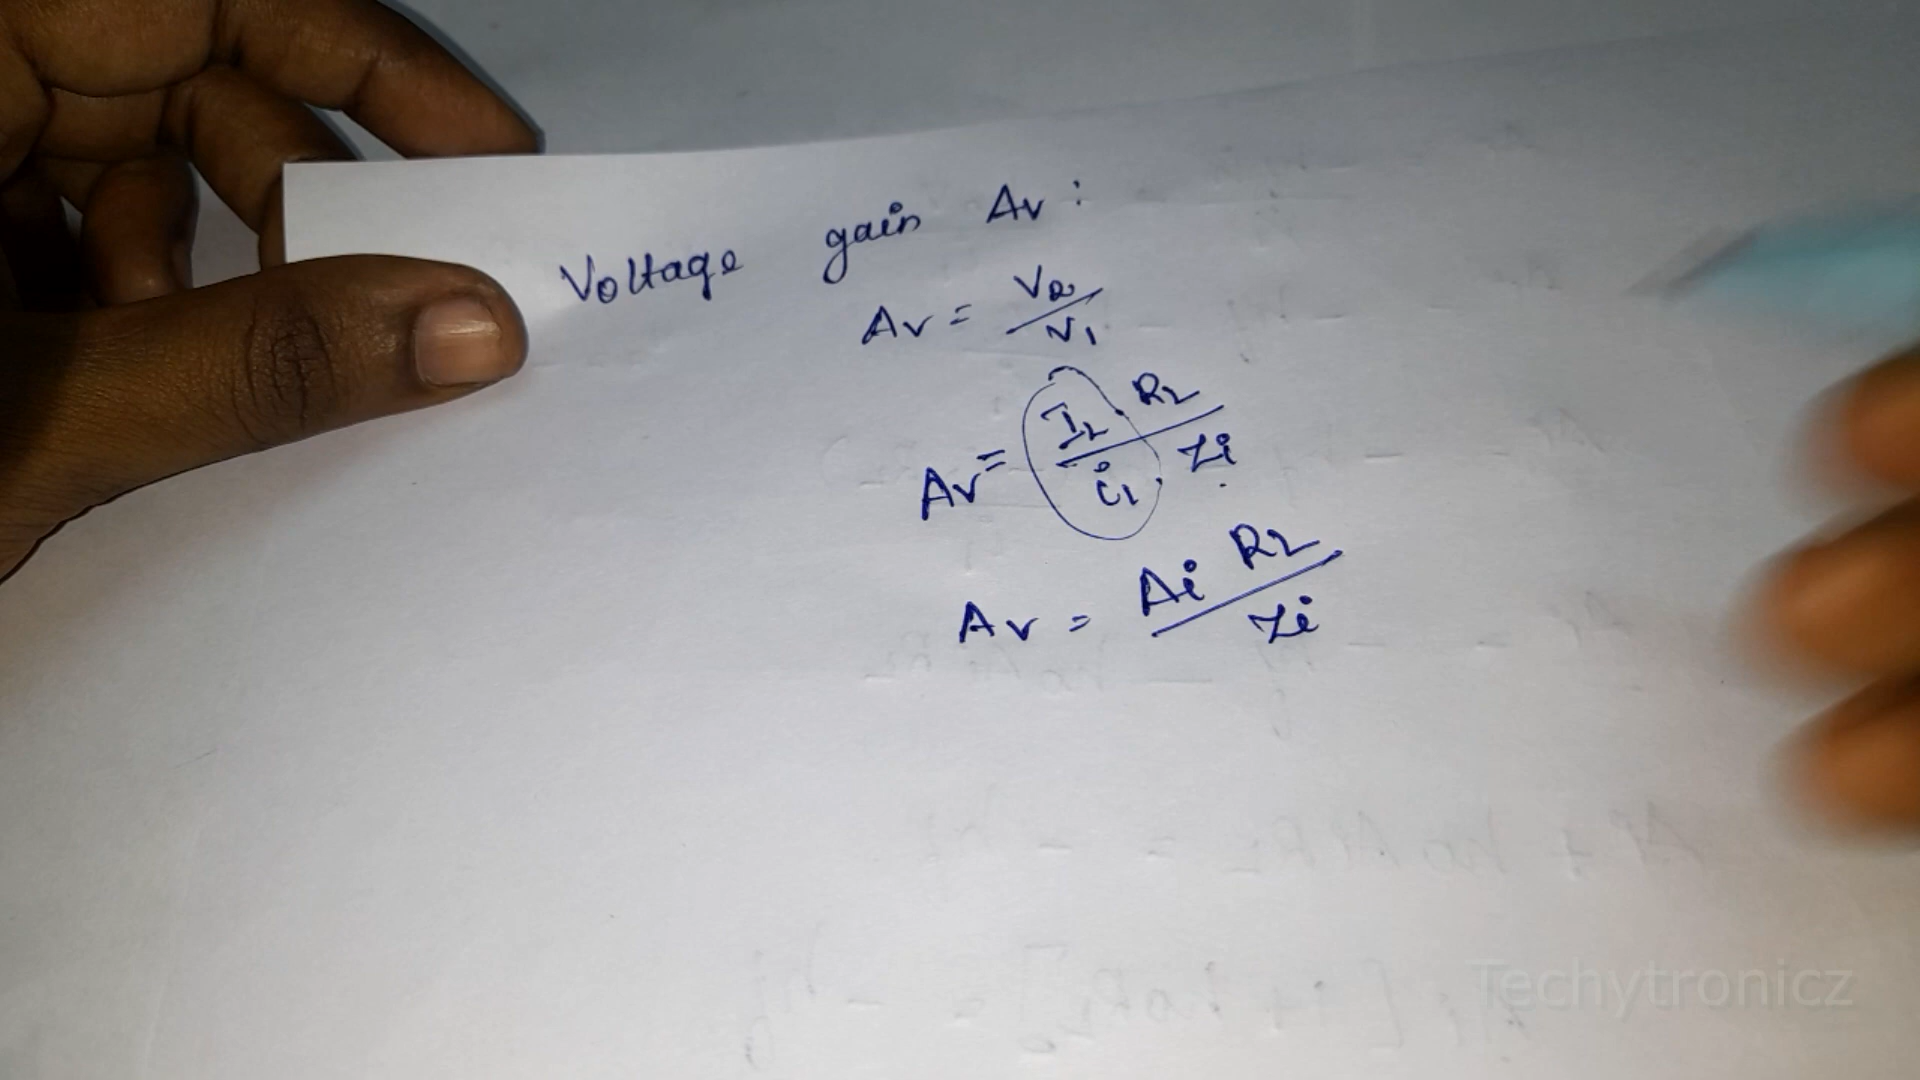 Voltage gain Av:
Av = V2/V1
Av = I2/i1 . R2/Zi
Av = Ai R2/Zi
Techytronicz